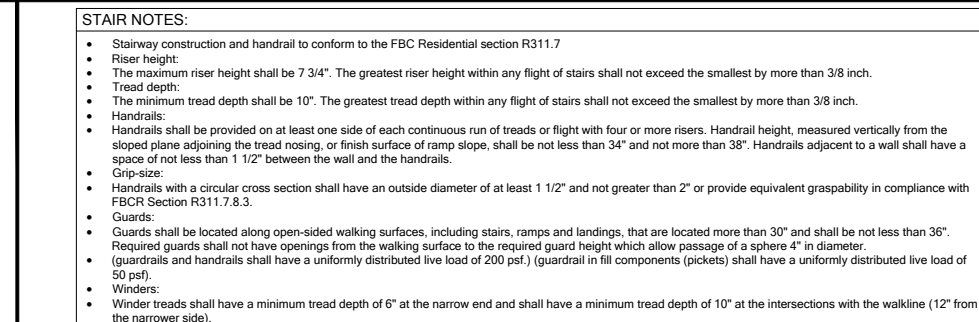 STAIR NOTES:
• Stairway construction and handrail to conform to the FBC Residential section R311.7
• Riser height:
• The maximum riser height shall be 7 3/4". The greatest riser height within any flight of stairs shall not exceed the smallest by more than 3/8 inch.
• Tread depth:
• The minimum tread depth shall be 10". The greatest tread depth within any flight of stairs shall not exceed the smallest by more than 3/8 inch.
• Handrails:
• Handrails shall be provided on at least one side of each continuous run of treads or flight with four or more risers. Handrail height, measured vertically from the
sloped plane adjoining the tread nosing, or finish surface of ramp slope, shall be not less than 34" and not more than 38". Handrails adjacent to a wall shall have a
space of not less than 1 1/2" between the wall and the handrails.
• Grip-size:
• Handrails with a circular cross section shall have an outside diameter of at least 1 1/2" and not greater than 2" or provide equivalent graspability in compliance with
FBCR Section R311.7.8.3.
• Guards:
• Guards shall be located along open-sided walking surfaces, including stairs, ramps and landings, that are located more than 30" and shall be not less than 36".
Required guards shall not have openings from the walking surface to the required guard height which allow passage of a sphere 4" in diameter.
• (guardrails and handrails shall have a uniformly distributed live load of 200 psf.) (guardrail in fill components (pickets) shall have a uniformly distributed live load of
50 psf).
• Winders:
• Winder treads shall have a minimum tread depth of 6" at the narrow end and shall have a minimum tread depth of 10" at the intersections with the walkline (12" from
the narrower side).